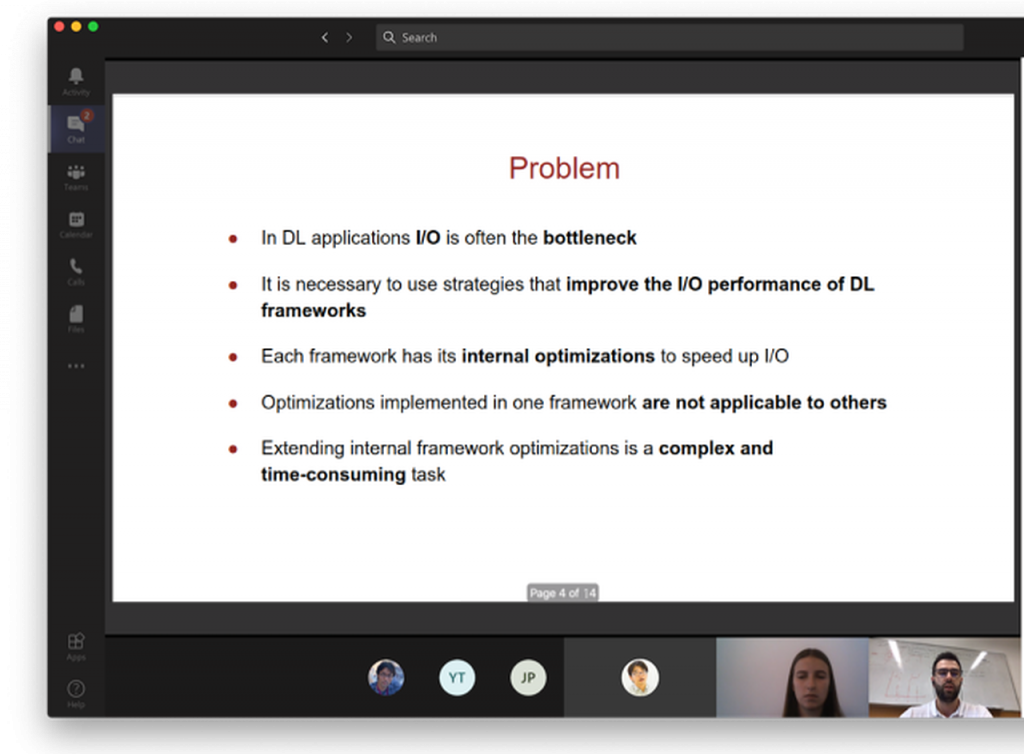 Search
Activity
2
Chat
Teams
Calendar
Calls
Files
Apps
Help
Problem
In DL applications I/O is often the bottleneck
It is necessary to use strategies that improve the I/O performance of DL
frameworks
Each framework has its internal optimizations to speed up I/O
Optimizations implemented in one framework are not applicable to others
Extending internal framework optimizations is a complex and
time-consuming task
Page 4 of 14
YT
JP